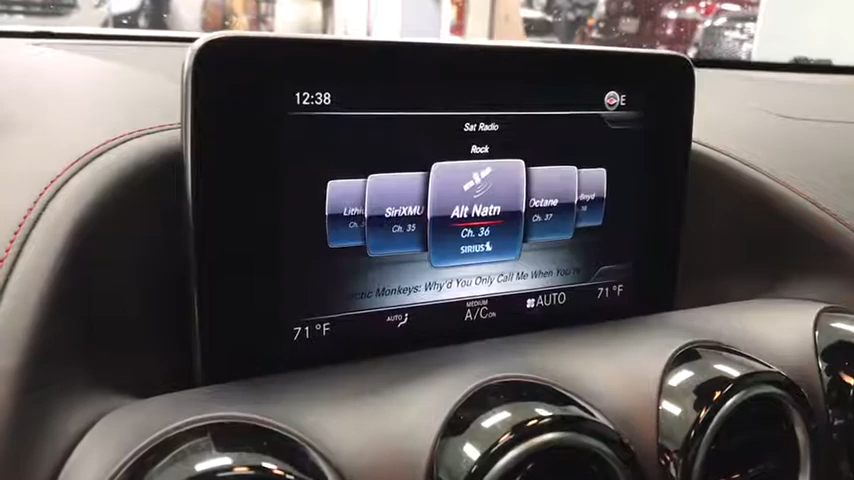 12:38
E
Sat Radio
Rock
SiriXMU
Ch. 35
Alt Natn
Ch. 36
SIRIUS
Octane
Ch. 37
Monkeys: Why'd You Only Call Me When You're
71°F
AUTO
MEDIUM
A/C ON
AUTO
71°F